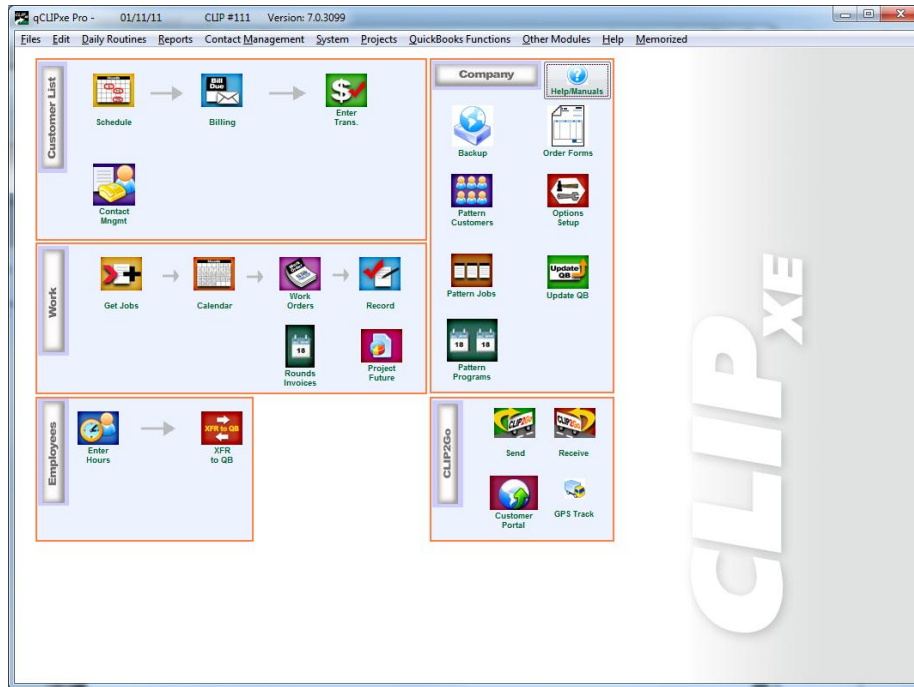 qCLIPxe Pro - 01/11/11 CLIP #111 Version: 7.0.3099
Files Edit Daily Routines Reports Contact Management System Projects QuickBooks Functions Other Modules Help Memorized
Customer List
Schedule
Bill
Due
Billing
Enter
Trans.
Contact
Mngmt
Work
Get Jobs
Calendar
Work
Orders
Record
18
Rounds
Invoices
Project
Future
Employees
Enter
Hours
XFR to QB
XFR
to QB
Company
Help/Manuals
Backup
Order Forms
Pattern
Customers
Options
Setup
Pattern Jobs
Update
QB
Update QB
18 18
Pattern
Programs
CLIP2Go
CLIP2Go
Send
CLIP2Go
Receive
Customer
Portal
GPS Track
CLIP XE